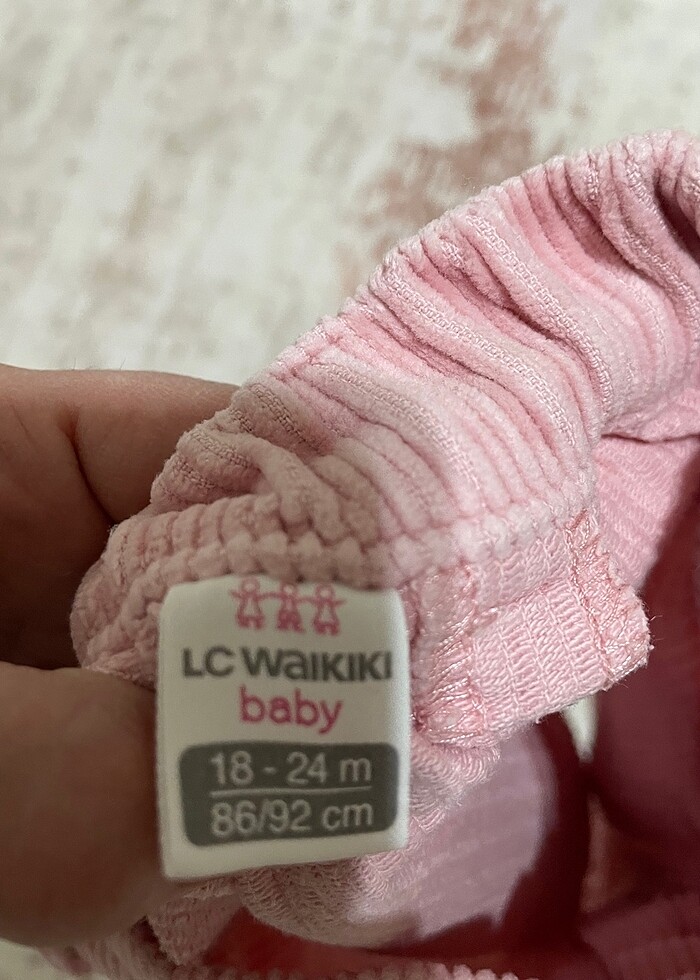 LC WAIKIKI
baby
18 - 24 m
86/92 cm